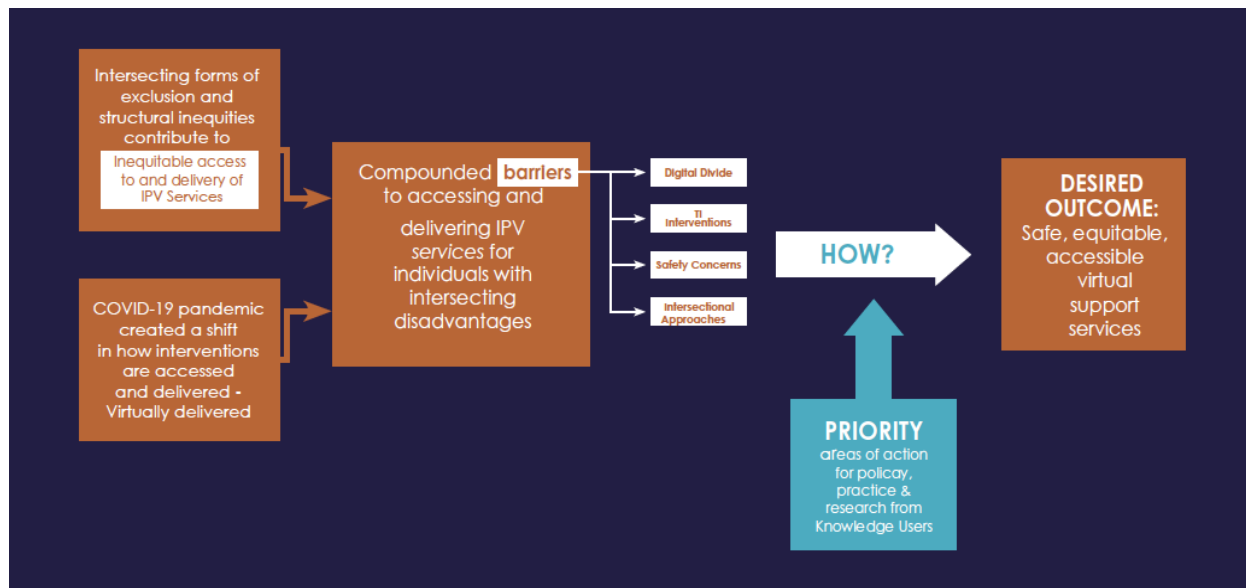 Intersecting forms of
exclusion and
structural inequities
contribute to
Inequitable access
to and delivery of
IPV Services
COVID-19 pandemic
created a shift
in how interventions
are accessed
and delivered -
Virtually delivered
Compounded barriers
to accessing and
delivering IPV
services for
individuals with
intersecting
disadvantages
Digital Divide
TI
Interventions
Safety Concerns
Intersectional
Approaches
HOW?
PRIORITY
areas of action
for policay,
practice &
research from
Knowledge Users
DESIRED
OUTCOME:
Safe, equitable,
accessible
virtual
support
services